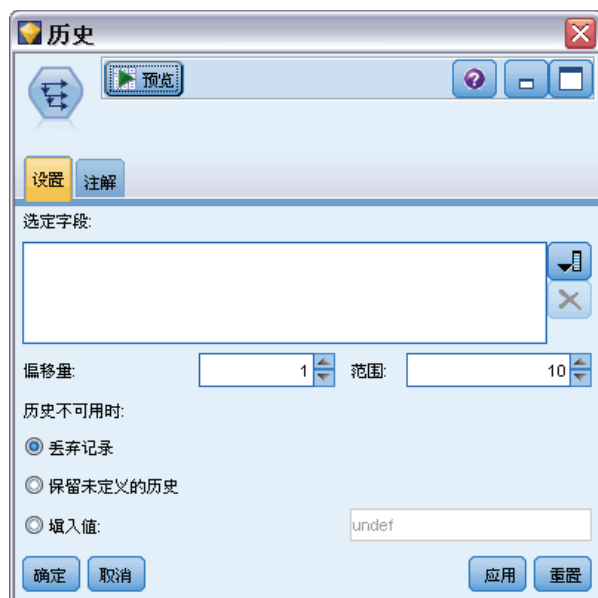 历史
预览
设置 注解
选定字段:
偏移量: 1 范围: 10
历史不可用时:
丢弃记录
保留未定义的历史
填入值: undef
确定 取消 应用 重置